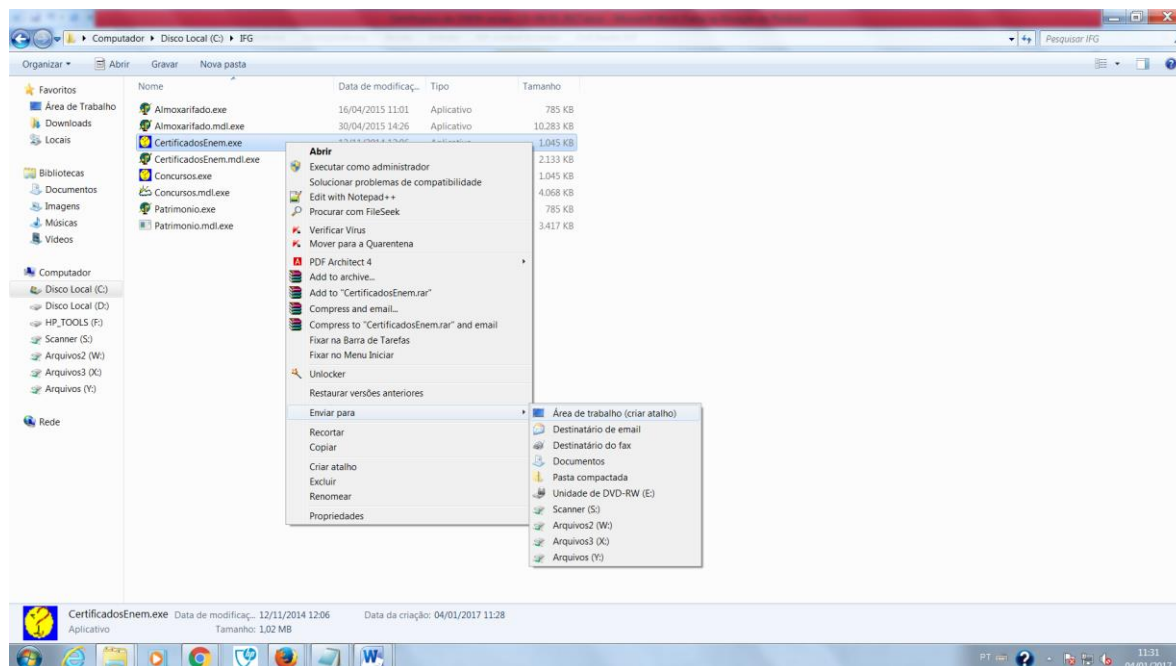 Computador ▸ Disco Local (C:) ▸ IFG
Pesquisar IFG
Organizar Abrir Gravar Nova pasta
Favoritos
Área de Trabalho
Downloads
Locais
Bibliotecas
Documentos
Imagens
Músicas
Vídeos
Computador
Disco Local (C:)
Disco Local (D:)
HP_TOOLS (F:)
Scanner (S:)
Arquivos2 (W:)
Arquivos3 (X:)
Arquivos (Y:)
Rede
Nome Data de modificaç... Tipo Tamanho
Almoxarifado.exe 16/04/2015 11:01 Aplicativo 785 KB
Almoxarifado.mdl.exe 30/04/2015 14:26 Aplicativo 10.283 KB
CertificadosEnem.exe 12/11/2014 12:06 Aplicativo 1.045 KB
CertificadosEnem.mdl.exe 2.133 KB
Concursos.exe 1.045 KB
Concursos.mdl.exe 4.068 KB
Patrimonio.exe 785 KB
Patrimonio.mdl.exe 3.417 KB
Abrir
Executar como administrador
Solucionar problemas de compatibilidade
Edit with Notepad++
Procurar com FileSeek
Verificar Vírus
Mover para a Quarentena
PDF Architect 4
Add to archive...
Add to "CertificadosEnem.rar"
Compress and email...
Compress to "CertificadosEnem.rar" and email
Fixar na Barra de Tarefas
Fixar no Menu Iniciar
Unlocker
Restaurar versões anteriores
Enviar para
Recortar
Copiar
Criar atalho
Excluir
Renomear
Propriedades
Área de trabalho (criar atalho)
Destinatário de email
Destinatário do fax
Documentos
Pasta compactada
Unidade de DVD-RW (E:)
Scanner (S:)
Arquivos2 (W:)
Arquivos3 (X:)
Arquivos (Y:)
CertificadosEnem.exe Data de modificaç... 12/11/2014 12:06 Data da criação: 04/01/2017 11:28
Aplicativo Tamanho: 1,02 MB
PT
11:31
04/01/2017